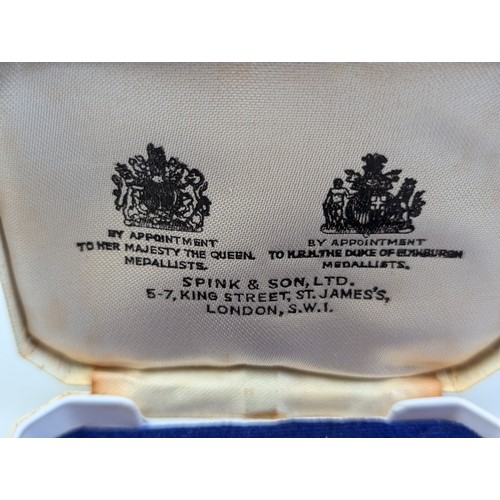 BY APPOINTMENT
TO HER MAJESTY THE QUEEN.
MEDALLISTS.
BY APPOINTMENT
TO H.R.H. THE DUKE OF EDINBURGH
MEDALLISTS.
SPINK & SON, LTD.
5-7, KING STREET, ST. JAMES'S,
LONDON, S.W.1.